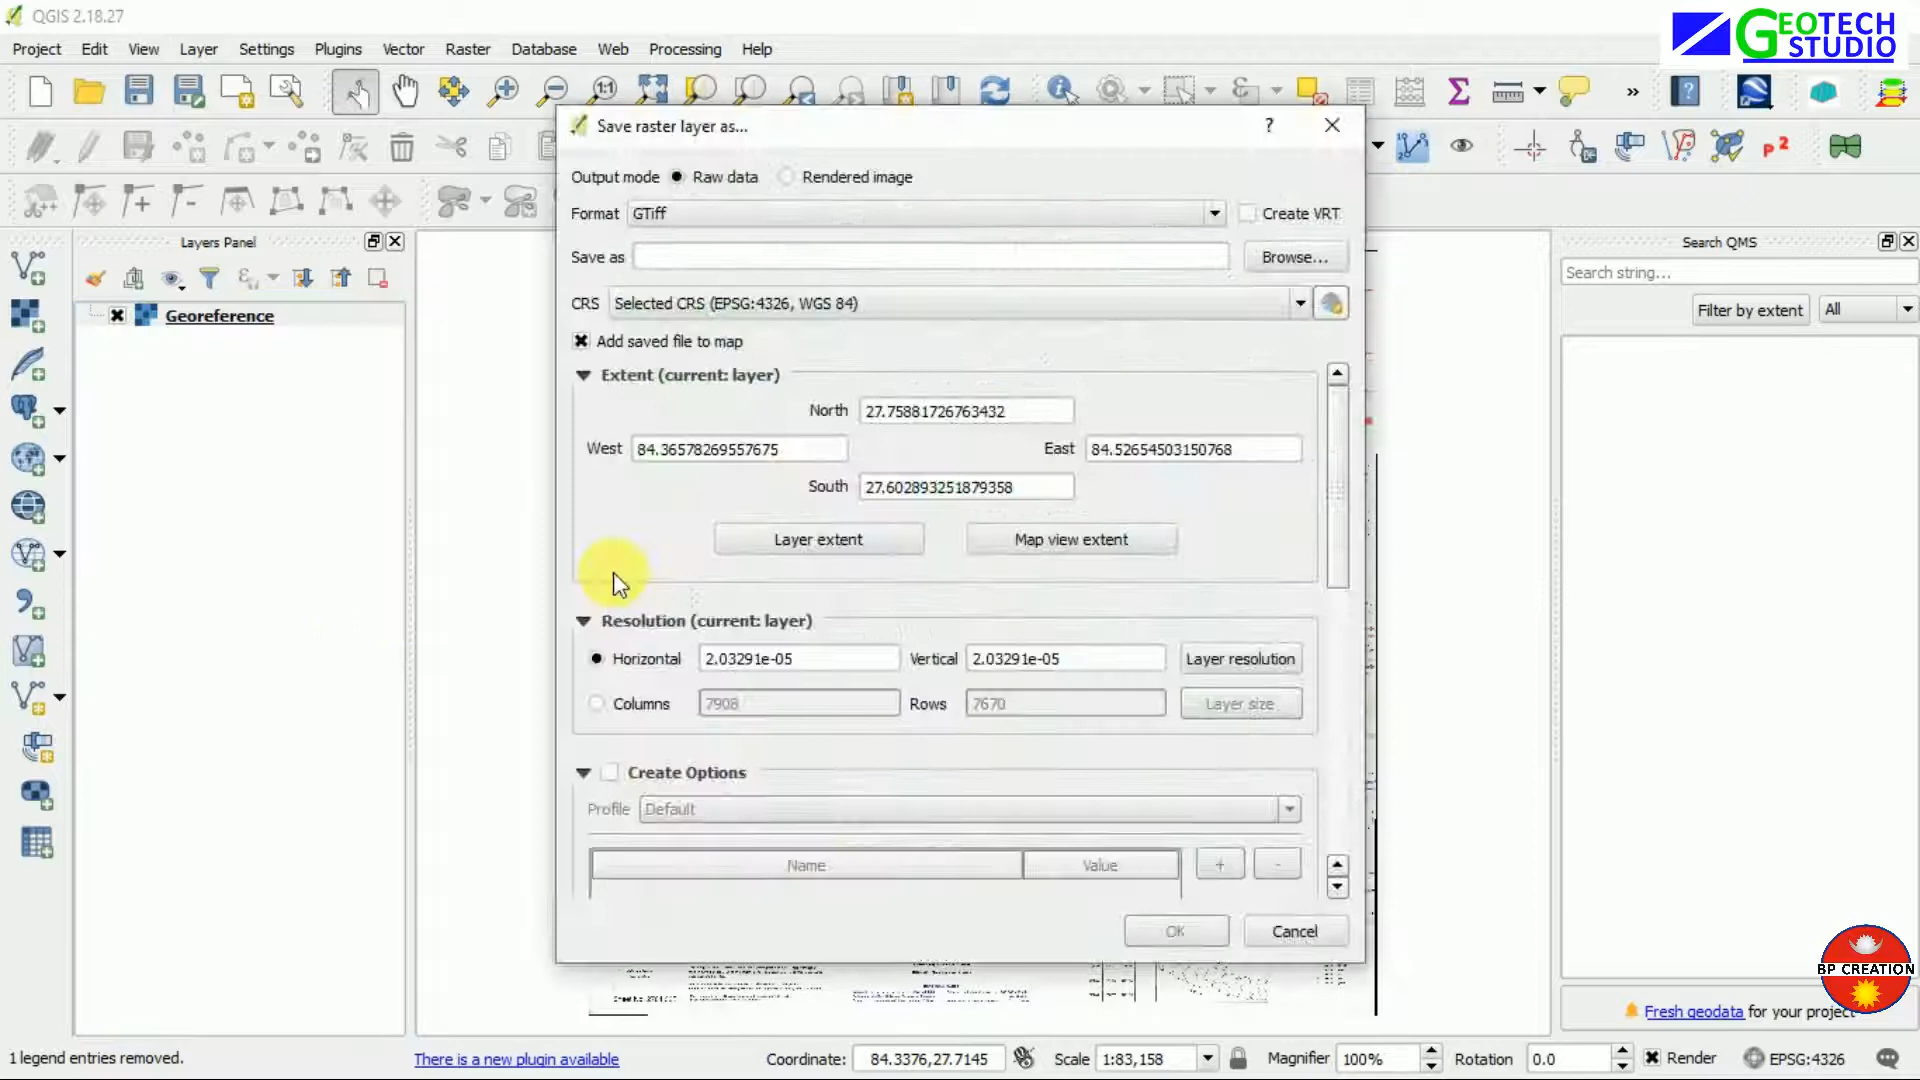 QGIS 2.18.27
GEOTECH
STUDIO
Project Edit View Layer Settings Plugins Vector Raster Database Web Processing Help
1:1
»
Save raster layer as...
?
Output mode Raw data Rendered image
Format GTiff Create VRT
Save as Browse...
CRS Selected CRS (EPSG:4326, WGS 84)
Add saved file to map
Extent (current: layer)
North 27.75881726763432
West 84.36578269557675 East 84.52654503150768
South 27.602893251879358
Layer extent Map view extent
Resolution (current: layer)
Horizontal 2.03291e-05 Vertical 2.03291e-05 Layer resolution
Columns 7908 Rows 7670 Layer size
Create Options
Profile Default
Name Value + -
OK Cancel
Layers Panel
Georeference
Search QMS
Search string...
Filter by extent All
BP CREATION
Fresh geodata for your project
1 legend entries removed. There is a new plugin available Coordinate: 84.3376,27.7145 Scale 1:83,158 Magnifier 100% Rotation 0.0 Render EPSG:4326